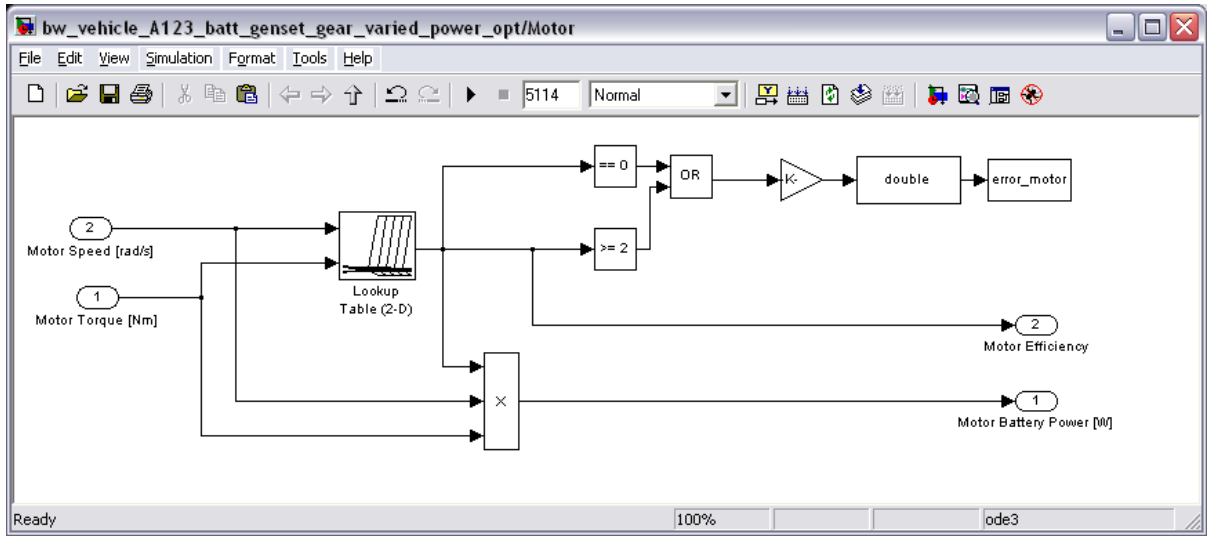 bw_vehicle_A123_batt_genset_gear_varied_power_opt/Motor
File Edit View Simulation Format Tools Help
5114 Normal
== 0
OR
K-
double
error_motor
2
Motor Speed [rad/s]
>= 2
1
Motor Torque [Nm]
Lookup
Table (2-D)
2
Motor Efficiency
×
1
Motor Battery Power [W]
Ready 100% ode3